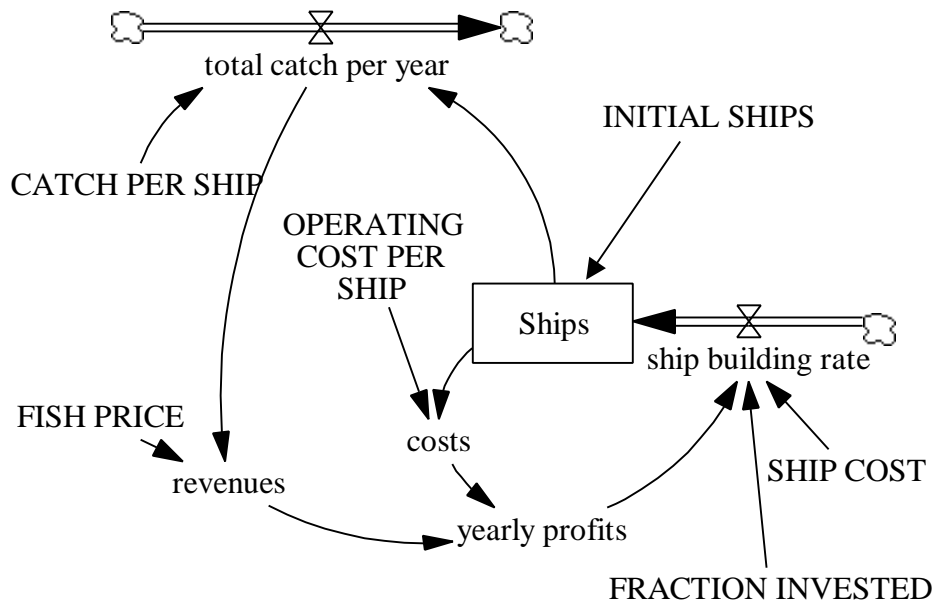 total catch per year
INITIAL SHIPS
CATCH PER SHIP
OPERATING
COST PER
SHIP
Ships
ship building rate
FISH PRICE
costs
SHIP COST
revenues
yearly profits
FRACTION INVESTED